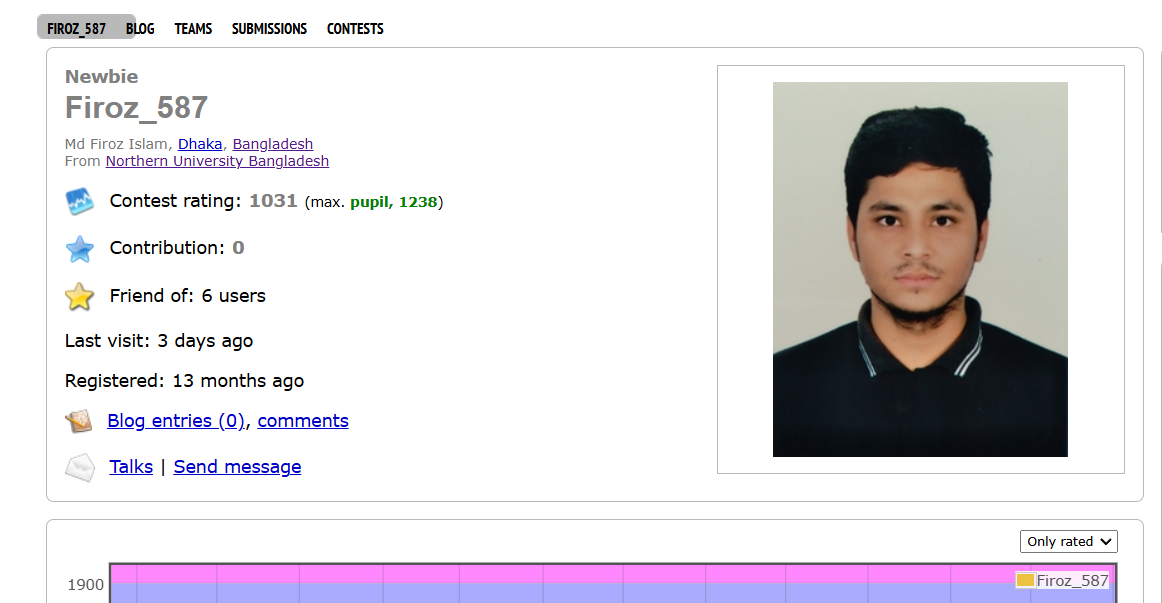 FIROZ_587 BLOG TEAMS SUBMISSIONS CONTESTS
Newbie
Firoz_587
Md Firoz Islam, Dhaka, Bangladesh
From Northern University Bangladesh
Contest rating: 1031 (max. pupil, 1238)
Contribution: 0
Friend of: 6 users
Last visit: 3 days ago
Registered: 13 months ago
Blog entries (0), comments
Talks | Send message
Only rated
1900
Firoz_587